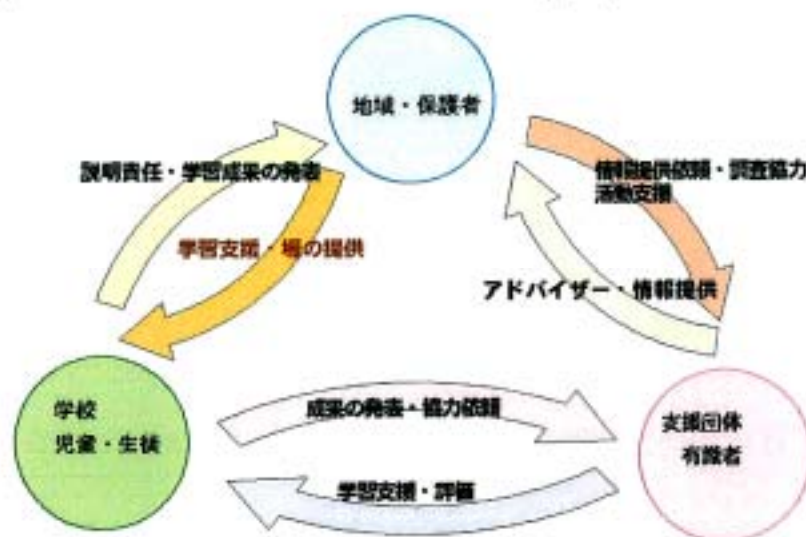 地域・保護者
説明責任・学習成果の発表
情報提供依頼・調査協力
活動支援
学習支援・場の提供
アドバイザー・情報提供
学校
児童・生徒
成果の発表・協力依頼
支援団体
有識者
学習支援・評価